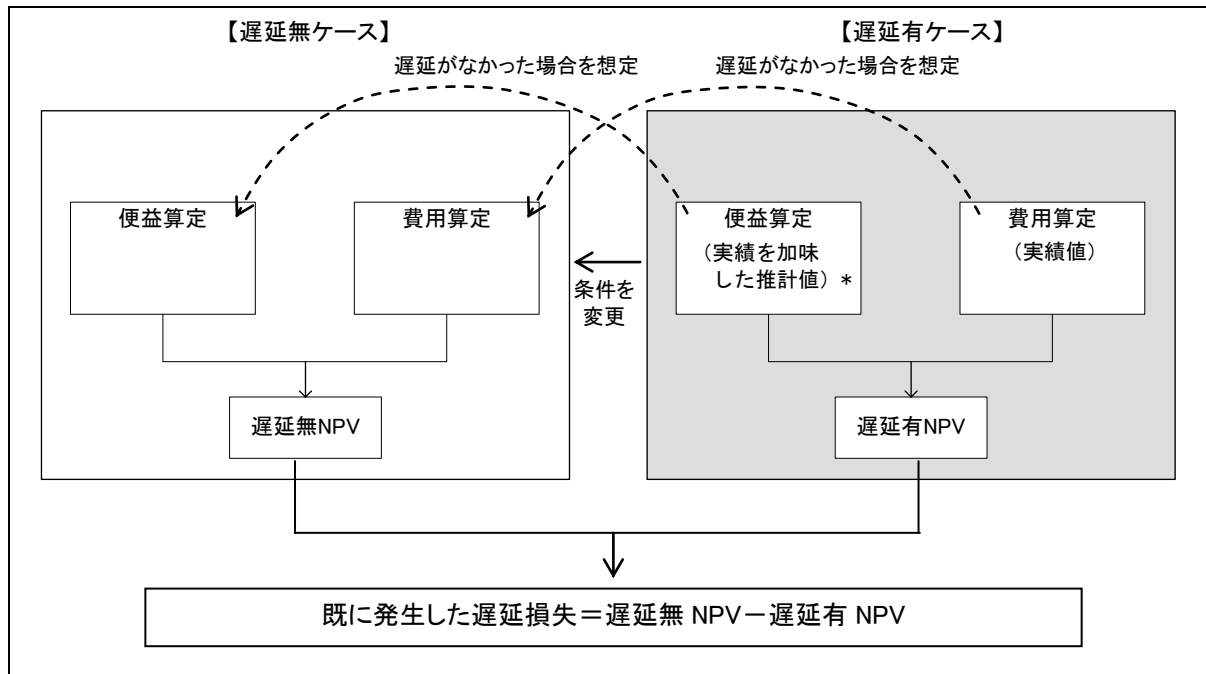 【遅延無ケース】
【遅延有ケース】
遅延がなかった場合を想定
遅延がなかった場合を想定
便益算定
費用算定
条件を
変更
便益算定
（実績を加味
した推計値）＊
費用算定
（実績値）
遅延無NPV
遅延有NPV
既に発生した遅延損失＝遅延無 NPV－遅延有 NPV